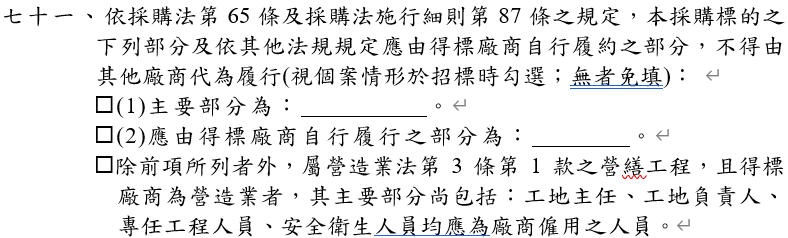 七十一、依採購法第 65 條及採購法施行細則第 87 條之規定，本採購標的之
下列部分及依其他法規規定應由得標廠商自行履約之部分，不得由
其他廠商代為履行(視個案情形於招標時勾選；無者免填)： ↵
□(1)主要部分為：＿＿＿＿＿＿。↵
□(2)應由得標廠商自行履行之部分為：＿＿＿＿＿。↵
□除前項所列者外，屬營造業法第 3 條第 1 款之營繕工程，且得標
廠商為營造業者，其主要部分尚包括：工地主任、工地負責人、
專任工程人員、安全衛生人員均應為廠商僱用之人員。↵